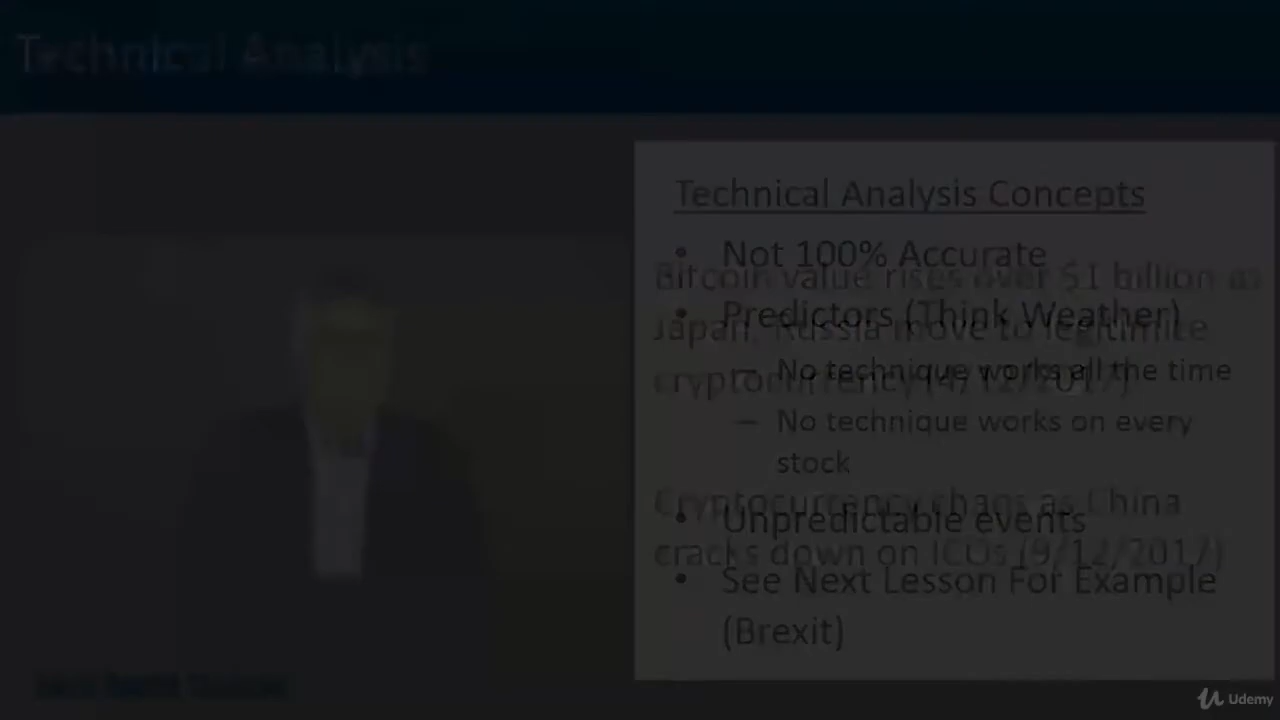 Technical Analysis
Technical Analysis Concepts
• Not 100% Accurate
• Predictors (Think Weather)
– No technique works all the time
– No technique works on every
stock
• Unpredictable events
• See Next Lesson For Example
(Brexit)
Bitcoin value rises over $1 billion as
Japan, Russia move to legitimize
cryptocurrency (4/12/2017)
Cryptocurrency chaos as China
cracks down on ICOs (9/12/2017)
Udemy